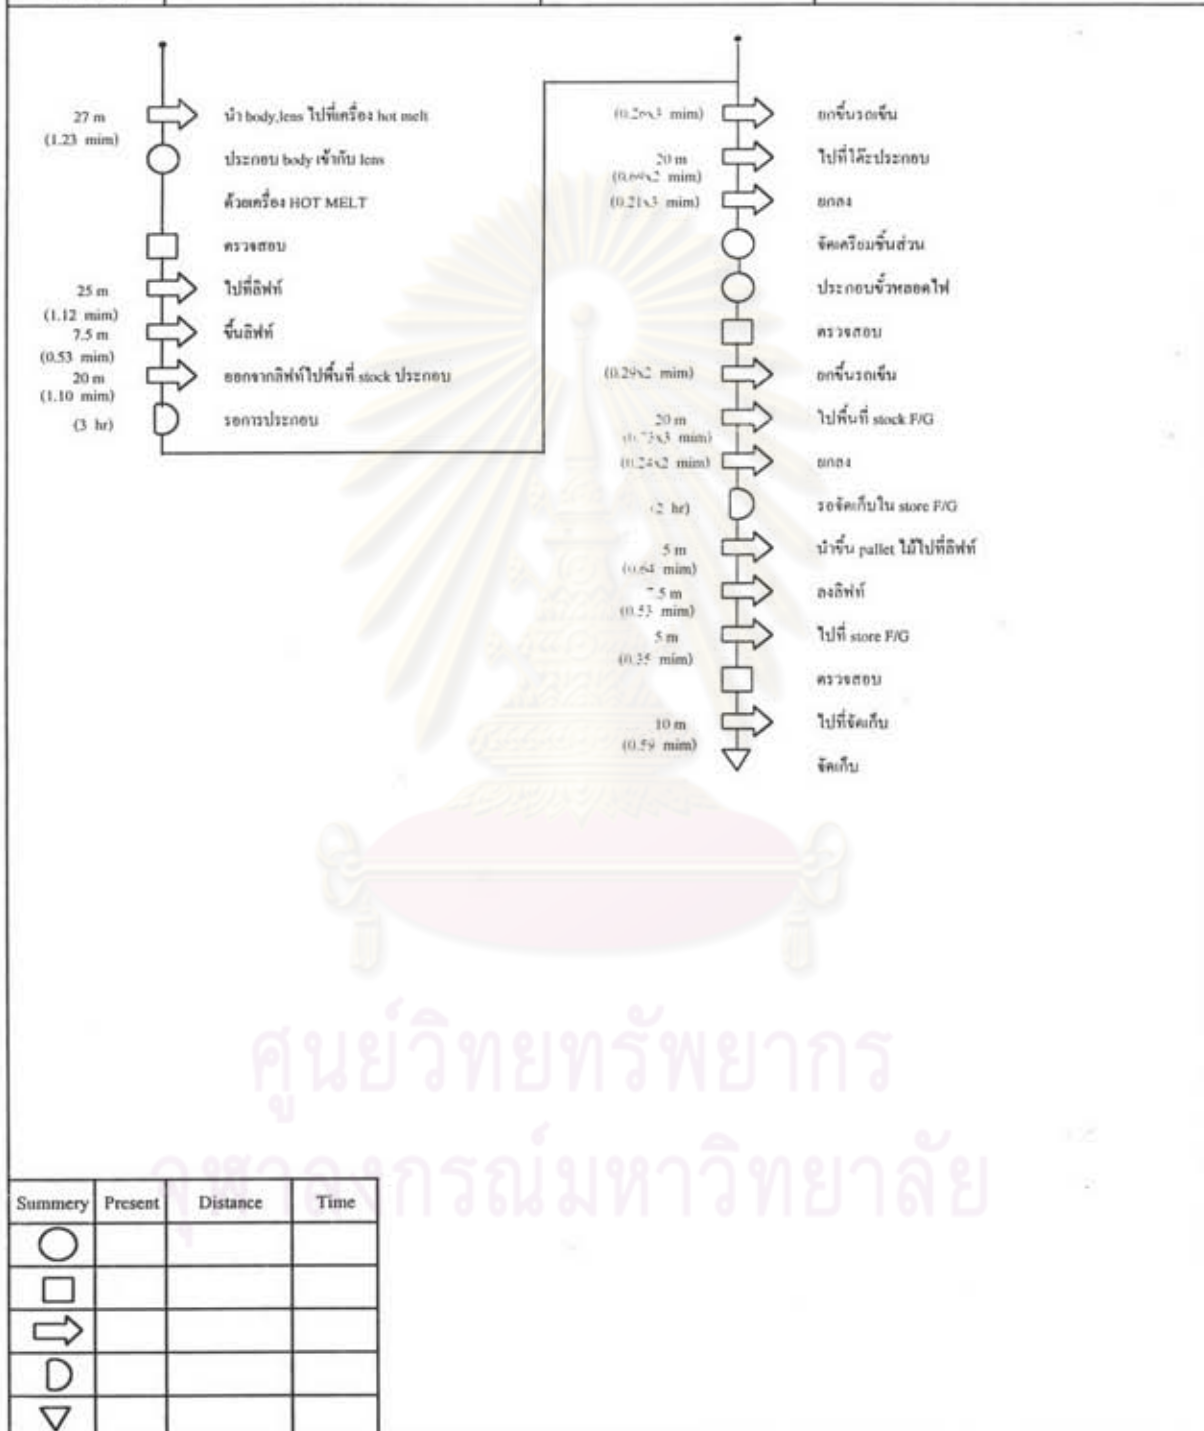 27 m
(1.23 mim)
นำ body,lens ไปที่เครื่อง hot melt
ประกอบ body เข้ากับ lens
ด้วยเครื่อง HOT MELT
ตรวจสอบ
25 m
(1.12 mim)
ไปที่ลิฟท์
7.5 m
(0.53 mim)
ขึ้นลิฟท์
20 m
(1.10 mim)
ออกจากลิฟท์ไปพื้นที่ stock ประกอบ
(3 hr)
รอการประกอบ
mim)
ยกขึ้นรถเข็น
20 m
mim)
ไปที่โต๊ะประกอบ
(0.21x3 mim)
ยกลง
จัดเตรียมชิ้นส่วน
ประกอบขั้วหลอดไฟ
ตรวจสอบ
(0.29x2 mim)
ยกขึ้นรถเข็น
20 m
mim)
ไปพื้นที่ stock F/G
(0.24x2 mim)
ยกลง
(2 hr)
รอจัดเก็บใน store F/G
5 m
(0.64 mim)
นำขึ้น pallet ไม้ไปที่ลิฟท์
7.5 m
(0.53 mim)
ลงลิฟท์
5 m
(0.35 mim)
ไปที่ store F/G
ตรวจสอบ
10 m
(0.59 mim)
ไปที่จัดเก็บ
จัดเก็บ
ศูนย์วิทยทรัพยากร
จุฬาลงกรณ์มหาวิทยาลัย
Summery Present Distance Time